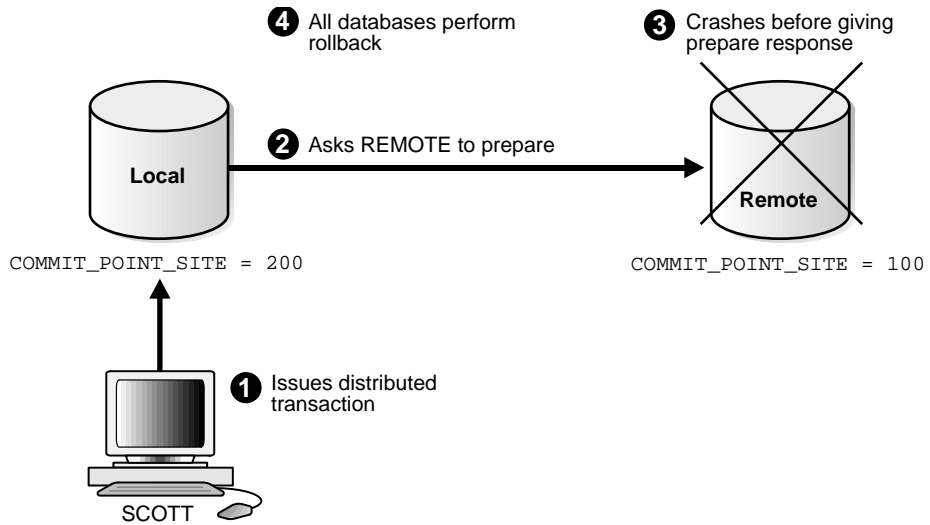 4 All databases perform
rollback
3 Crashes before giving
prepare response
2 Asks REMOTE to prepare
Local
Remote
COMMIT_POINT_SITE = 200
COMMIT_POINT_SITE = 100
1 Issues distributed
transaction
SCOTT